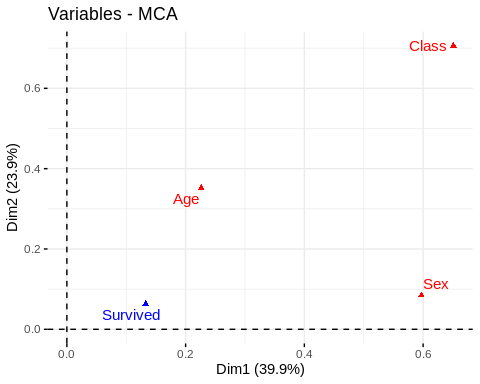 Variables - MCA
Class
0.6
0.4
Age
Dim2 (23.9%)
Sex
0.2
Survived
0.0
0.0 0.2 0.4 0.6
Dim1 (39.9%)